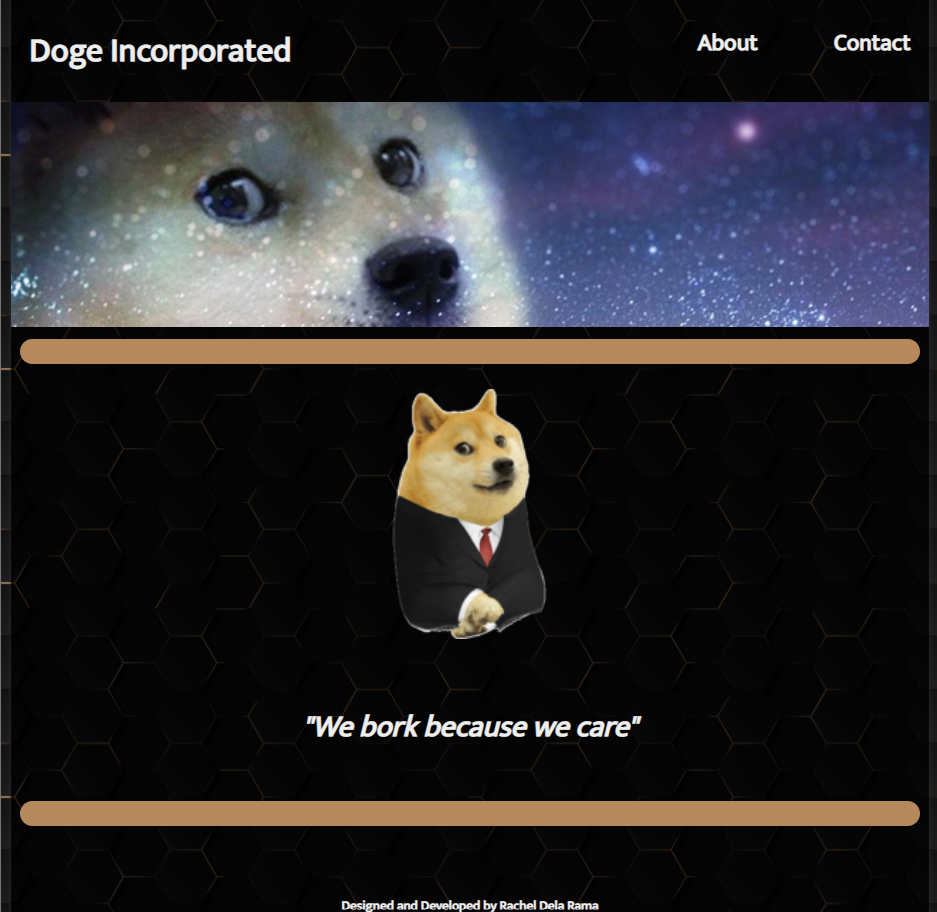 Doge Incorporated
About
Contact
"We bork because we care"
Designed and Developed by Rachel Dela Rama